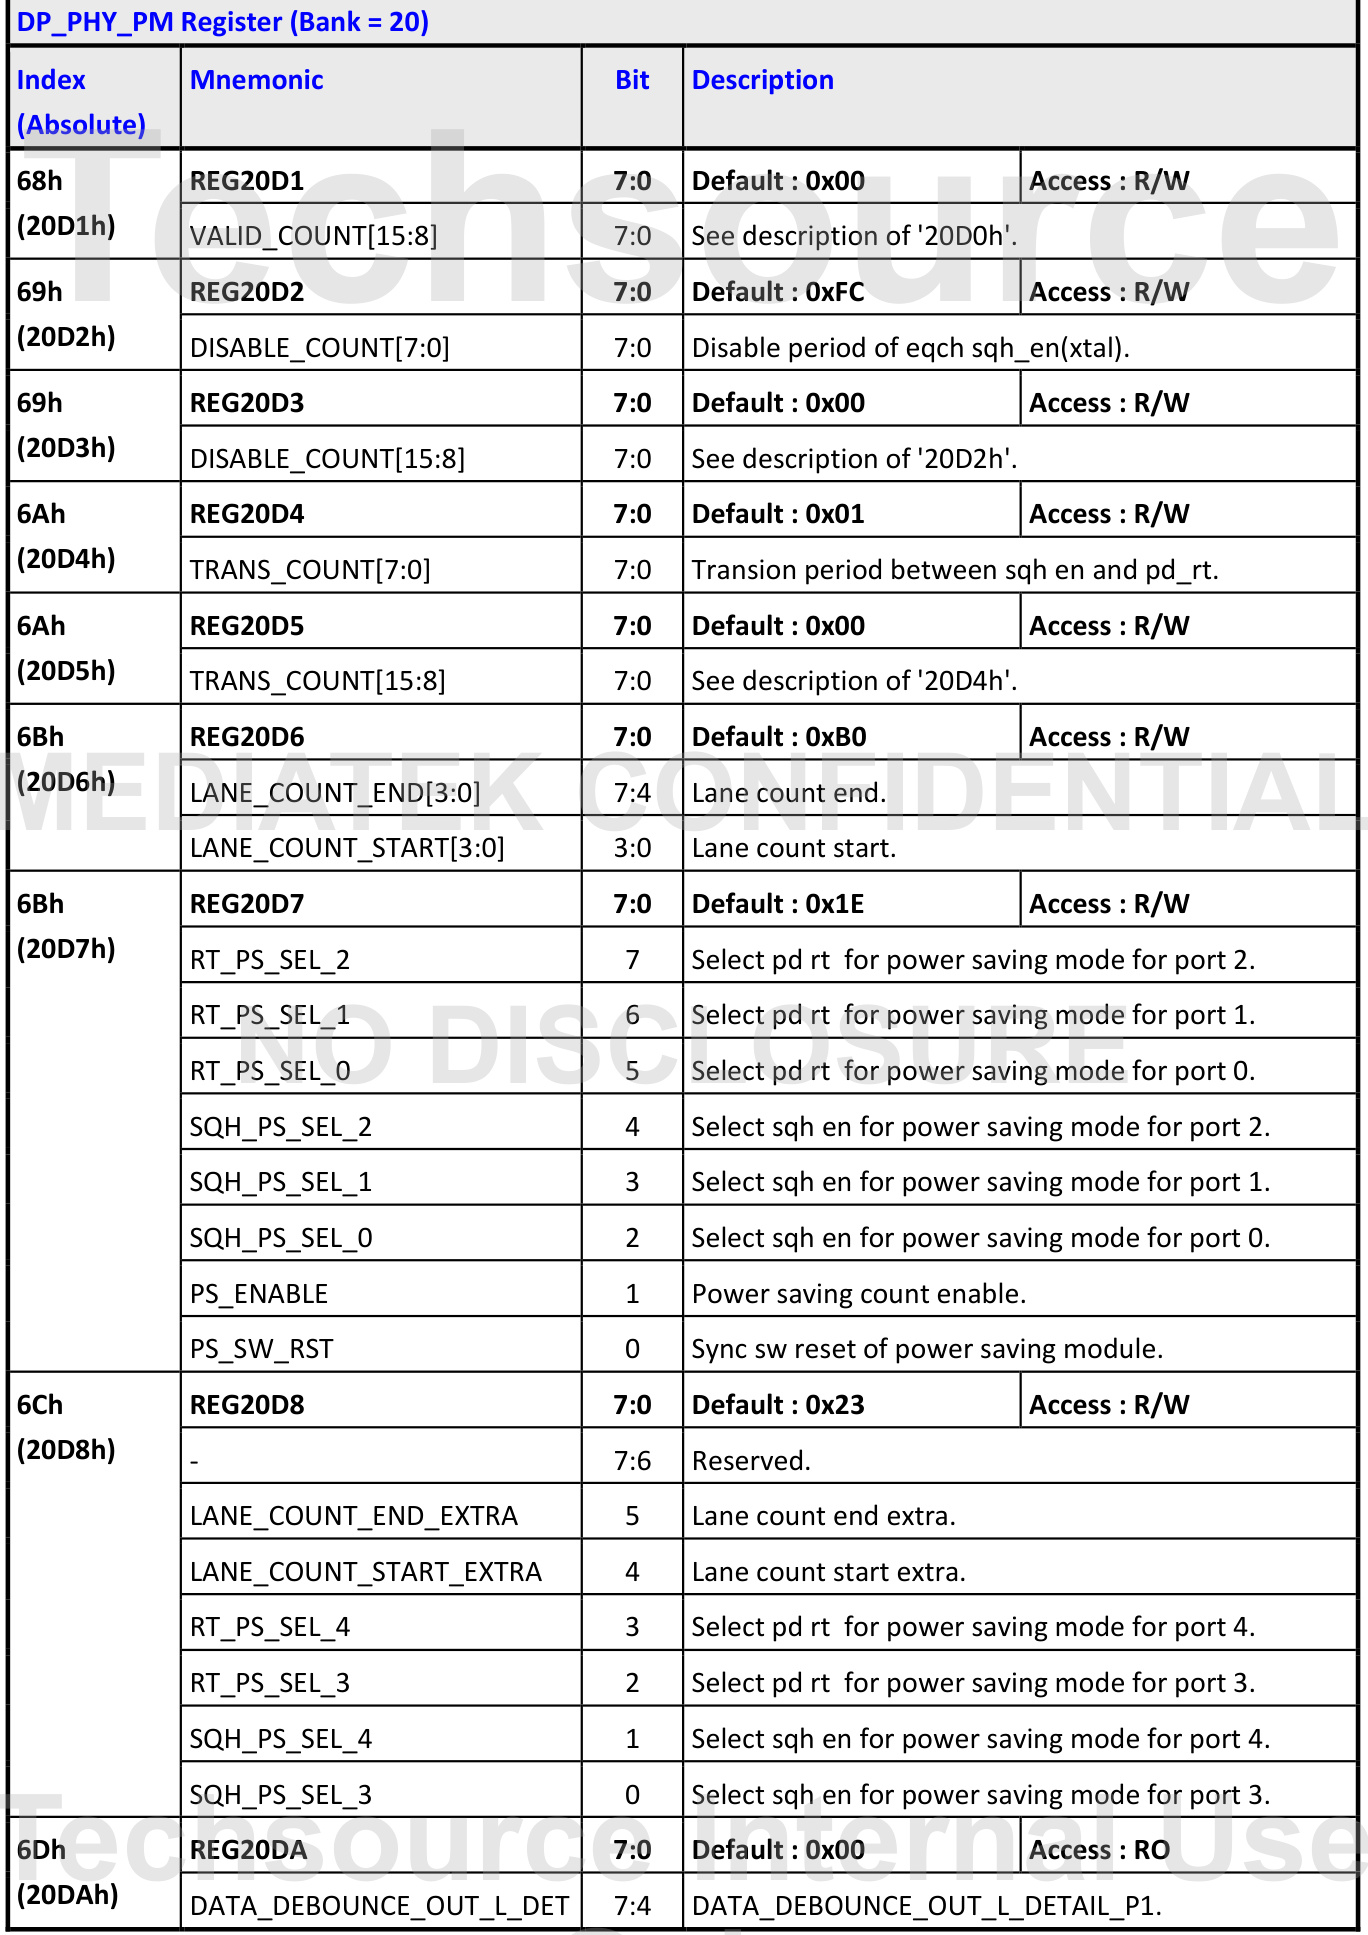 DP_PHY_PM Register (Bank = 20)
Index (Absolute) Mnemonic Bit Description
68h (20D1h) REG20D1 7:0 Default : 0x00 Access : R/W
VALID_COUNT[15:8] 7:0 See description of '20D0h'.
69h (20D2h) REG20D2 7:0 Default : 0xFC Access : R/W
DISABLE_COUNT[7:0] 7:0 Disable period of eqch sqh_en(xtal).
69h (20D3h) REG20D3 7:0 Default : 0x00 Access : R/W
DISABLE_COUNT[15:8] 7:0 See description of '20D2h'.
6Ah (20D4h) REG20D4 7:0 Default : 0x01 Access : R/W
TRANS_COUNT[7:0] 7:0 Transion period between sqh en and pd_rt.
6Ah (20D5h) REG20D5 7:0 Default : 0x00 Access : R/W
TRANS_COUNT[15:8] 7:0 See description of '20D4h'.
6Bh (20D6h) REG20D6 7:0 Default : 0xB0 Access : R/W
LANE_COUNT_END[3:0] 7:4 Lane count end.
LANE_COUNT_START[3:0] 3:0 Lane count start.
6Bh (20D7h) REG20D7 7:0 Default : 0x1E Access : R/W
RT_PS_SEL_2 7 Select pd rt  for power saving mode for port 2.
RT_PS_SEL_1 6 Select pd rt  for power saving mode for port 1.
RT_PS_SEL_0 5 Select pd rt  for power saving mode for port 0.
SQH_PS_SEL_2 4 Select sqh en for power saving mode for port 2.
SQH_PS_SEL_1 3 Select sqh en for power saving mode for port 1.
SQH_PS_SEL_0 2 Select sqh en for power saving mode for port 0.
PS_ENABLE 1 Power saving count enable.
PS_SW_RST 0 Sync sw reset of power saving module.
6Ch (20D8h) REG20D8 7:0 Default : 0x23 Access : R/W
- 7:6 Reserved.
LANE_COUNT_END_EXTRA 5 Lane count end extra.
LANE_COUNT_START_EXTRA 4 Lane count start extra.
RT_PS_SEL_4 3 Select pd rt  for power saving mode for port 4.
RT_PS_SEL_3 2 Select pd rt  for power saving mode for port 3.
SQH_PS_SEL_4 1 Select sqh en for power saving mode for port 4.
SQH_PS_SEL_3 0 Select sqh en for power saving mode for port 3.
6Dh (20DAh) REG20DA 7:0 Default : 0x00 Access : RO
DATA_DEBOUNCE_OUT_L_DET 7:4 DATA_DEBOUNCE_OUT_L_DETAIL_P1.
Techsource
MEDIATEK CONFIDENTIAL
NO DISCLOSURE
Techsource Internal Use